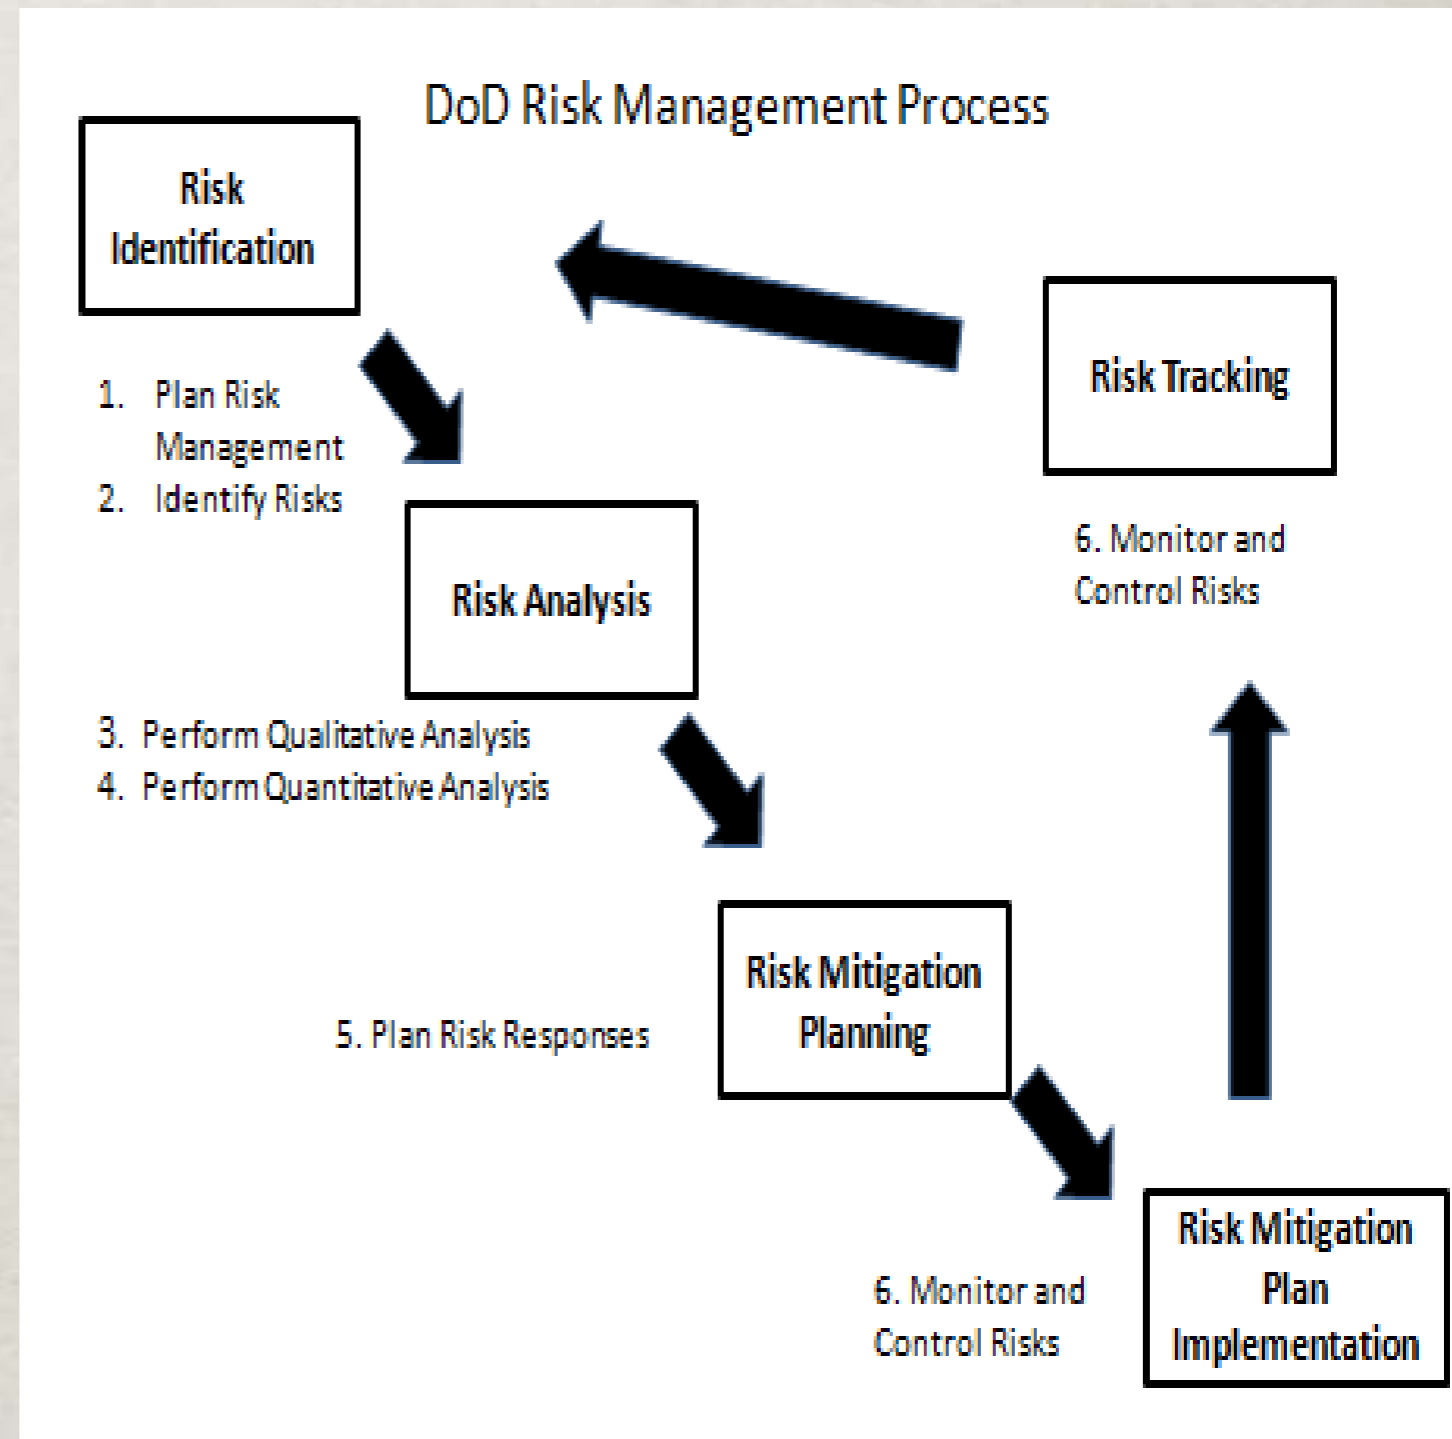 DoD Risk Management Process
Risk
Identification
1. Plan Risk
Management
2. Identify Risks
Risk Analysis
3. Perform Qualitative Analysis
4. Perform Quantitative Analysis
5. Plan Risk Responses
Risk Mitigation
Planning
6. Monitor and
Control Risks
Risk Mitigation
Plan
Implementation
Risk Tracking
6. Monitor and
Control Risks